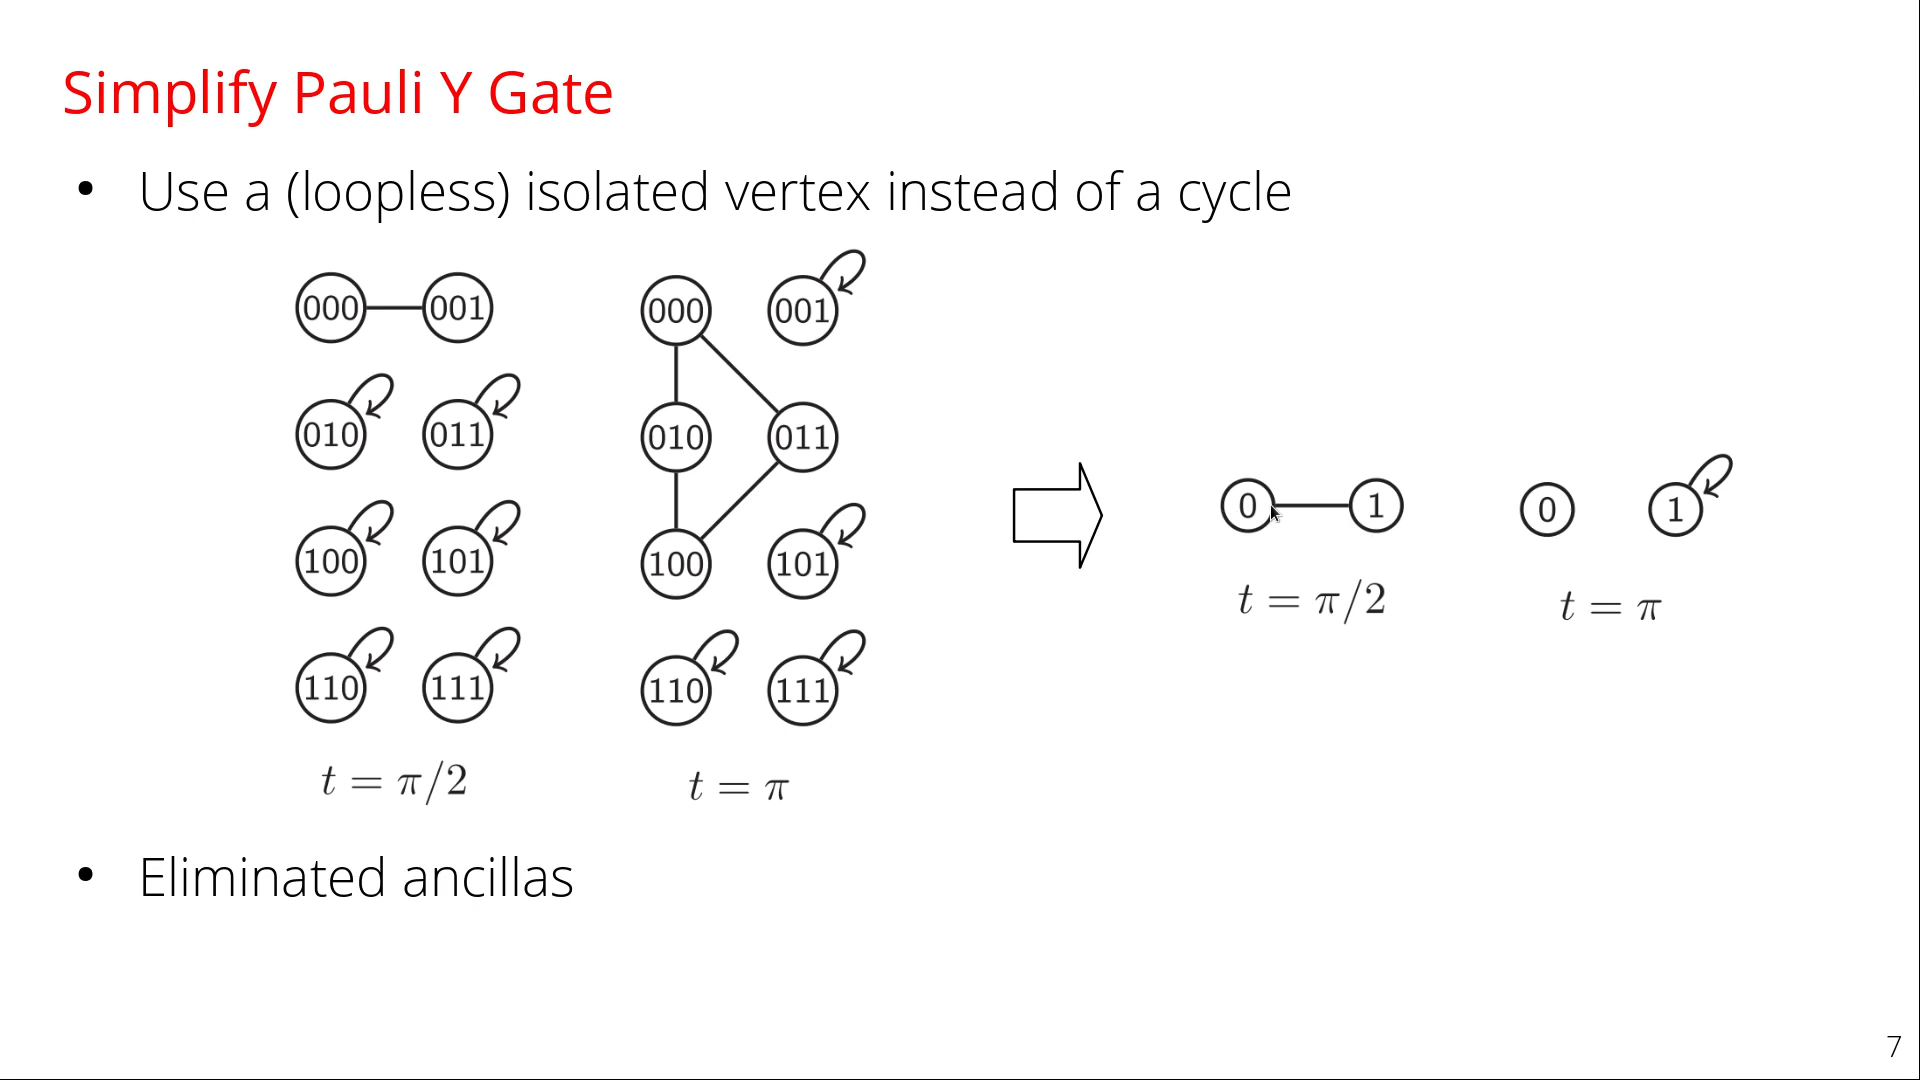 Simplify Pauli Y Gate
• Use a (loopless) isolated vertex instead of a cycle
000 001
010 011
100 101
110 111
t = π/2
000 001
010 011
100 101
110 111
t = π
0 1
t = π/2
0 1
t = π
• Eliminated ancillas
7